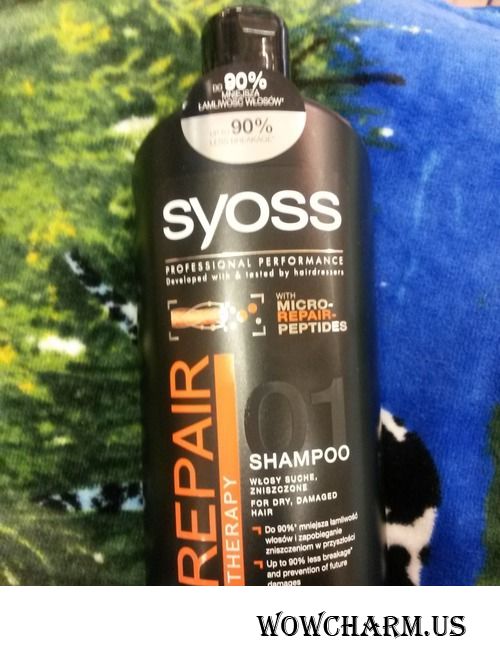 DO 90%
MNIEJSZA
ŁAMLIWOŚĆ WŁOSÓW*
UP TO 90%
LESS BREAKAGE*
syoss
PROFESSIONAL PERFORMANCE
Developed with & tested by hairdressers
WITH
MICRO-
REPAIR-
PEPTIDES
REPAIR
THERAPY
01
SHAMPOO
WŁOSY SUCHE,
ZNISZCZONE
FOR DRY, DAMAGED
HAIR
Do 90%* mniejsza łamliwość
włosów i zapobieganie
zniszczeniom w przyszłości
Up to 90% less breakage*
and prevention of future
damages
WOWCHARM.US